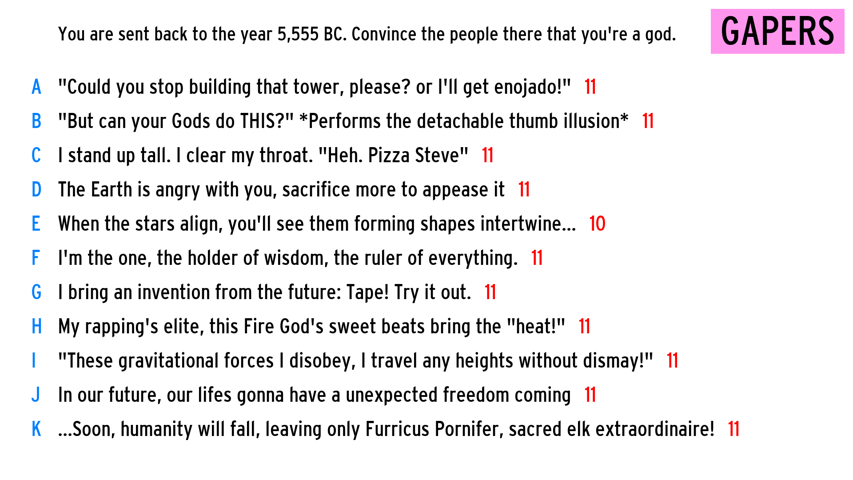 You are sent back to the year 5,555 BC. Convince the people there that you're a god.
GAPERS
A "Could you stop building that tower, please? or I'll get enojado!" 11
B "But can your Gods do THIS?" *Performs the detachable thumb illusion* 11
C I stand up tall. I clear my throat. "Heh. Pizza Steve" 11
D The Earth is angry with you, sacrifice more to appease it 11
E When the stars align, you'll see them forming shapes intertwine... 10
F I'm the one, the holder of wisdom, the ruler of everything. 11
G I bring an invention from the future: Tape! Try it out. 11
H My rapping's elite, this Fire God's sweet beats bring the "heat!" 11
I "These gravitational forces I disobey, I travel any heights without dismay!" 11
J In our future, our lifes gonna have a unexpected freedom coming 11
K ...Soon, humanity will fall, leaving only Furricus Pornifer, sacred elk extraordinaire! 11